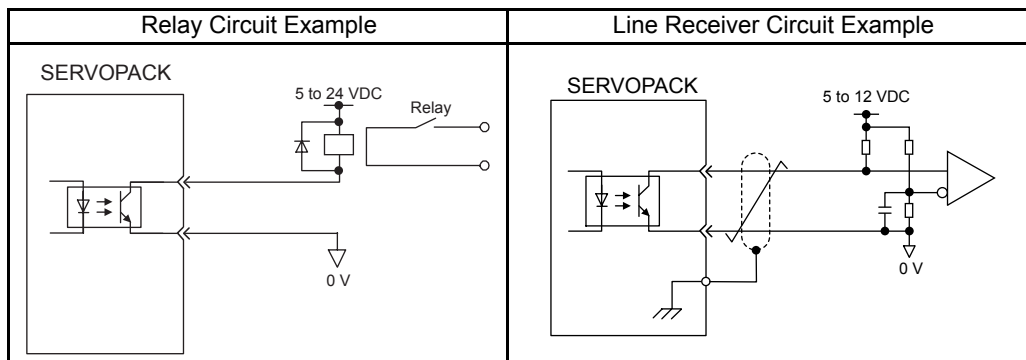 Relay Circuit Example
Line Receiver Circuit Example
SERVOPACK
5 to 24 VDC
Relay
0 V
SERVOPACK
5 to 12 VDC
0 V